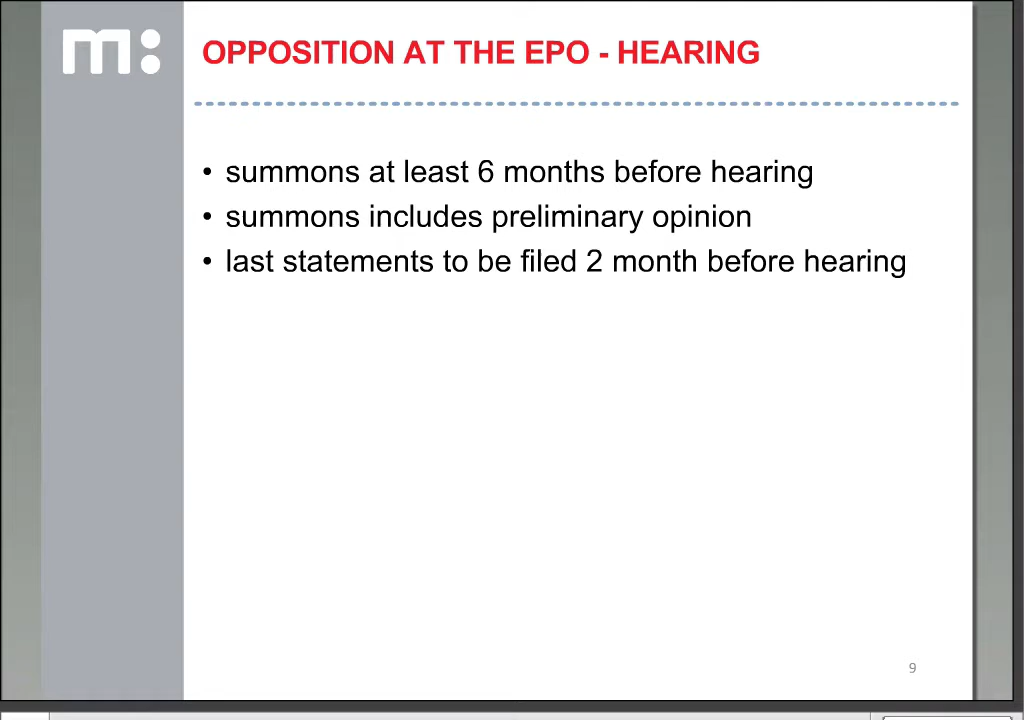 m:
OPPOSITION AT THE EPO - HEARING
• summons at least 6 months before hearing
• summons includes preliminary opinion
• last statements to be filed 2 month before hearing
9